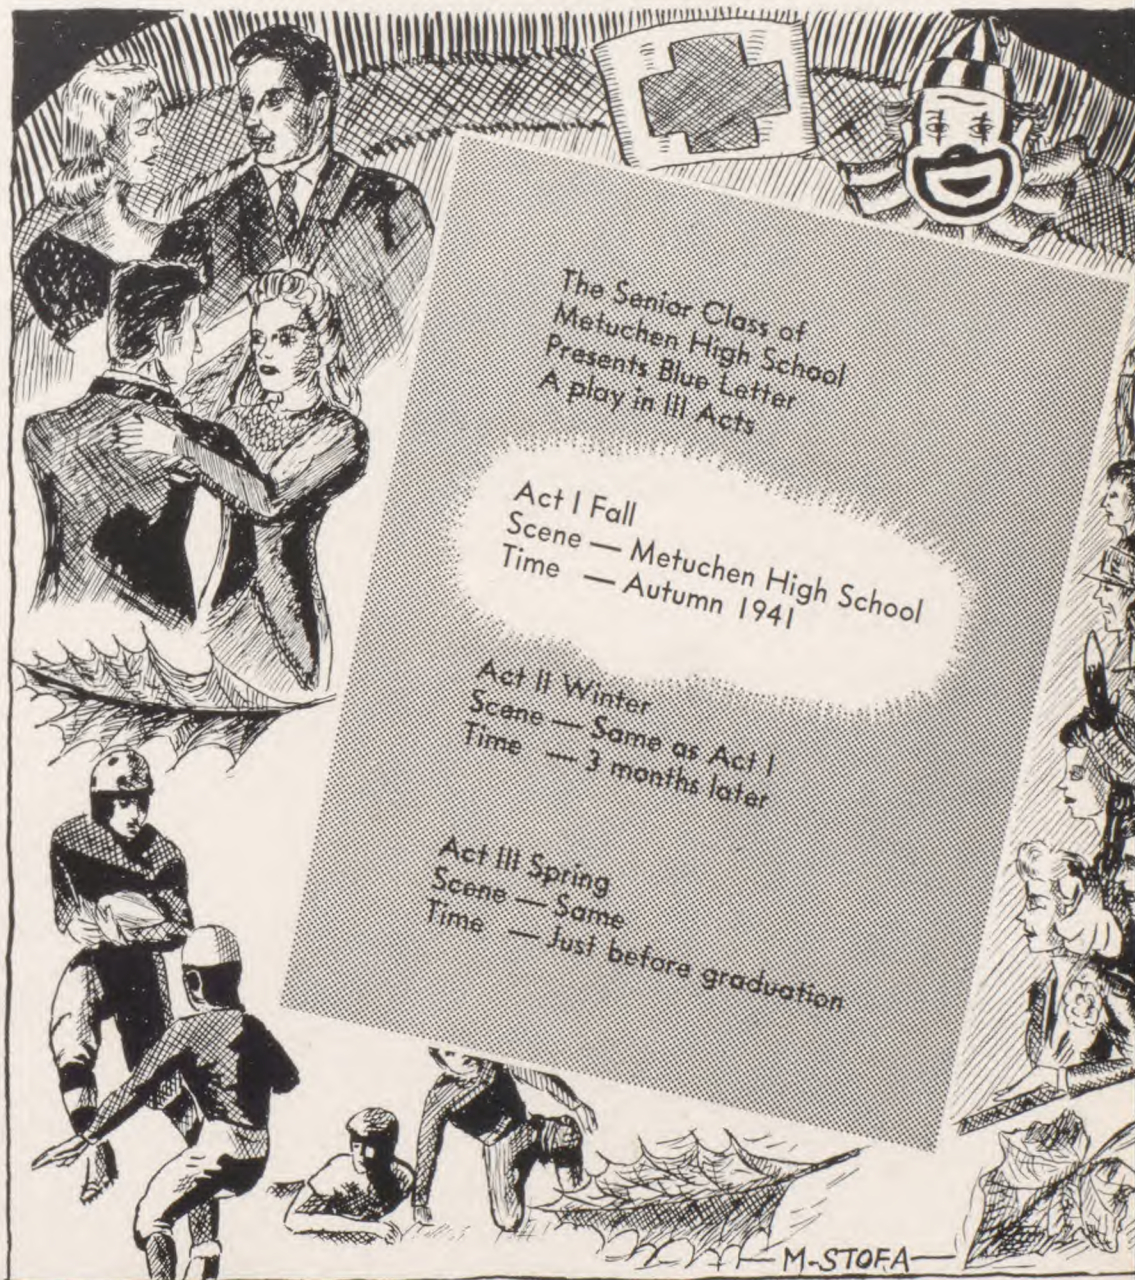 The Senior Class of
Metuchen High School
Presents Blue Letter
A play in III Acts
Act I Fall
Scene — Metuchen High School
Time — Autumn 1941
Act II Winter
Scene — Same as Act I
Time — 3 months later
Act III Spring
Scene — Same
Time — Just before graduation
M-STOFA